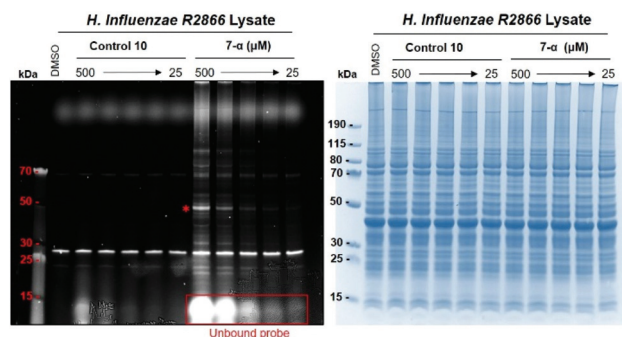 H. Influenzae R2866 Lysate
DMSO
Control 10
7-α (μM)
kDa
500
25
500
25
70
50
*
30
25
15
Unbound probe
H. Influenzae R2866 Lysate
DMSO
Control 10
7-α (μM)
kDa
500
25
500
25
190
115
80
70
50
30
25
15